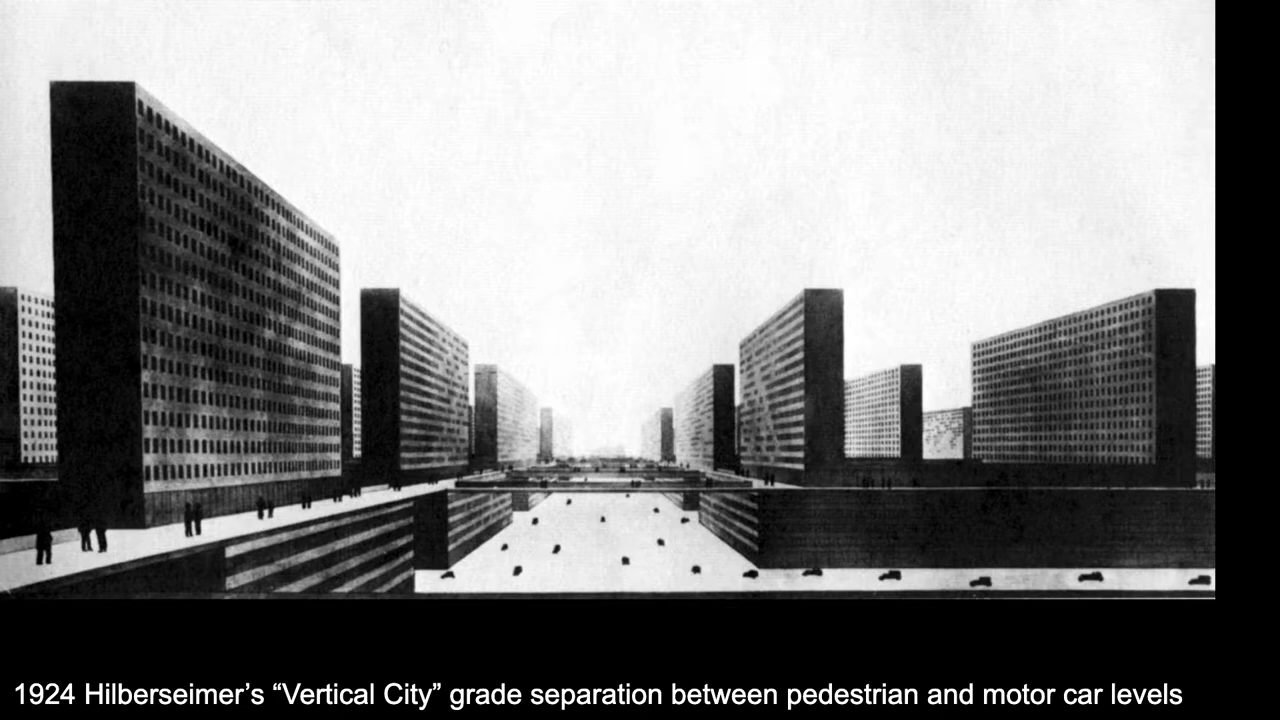 1924 Hilberseimer’s “Vertical City” grade separation between pedestrian and motor car levels